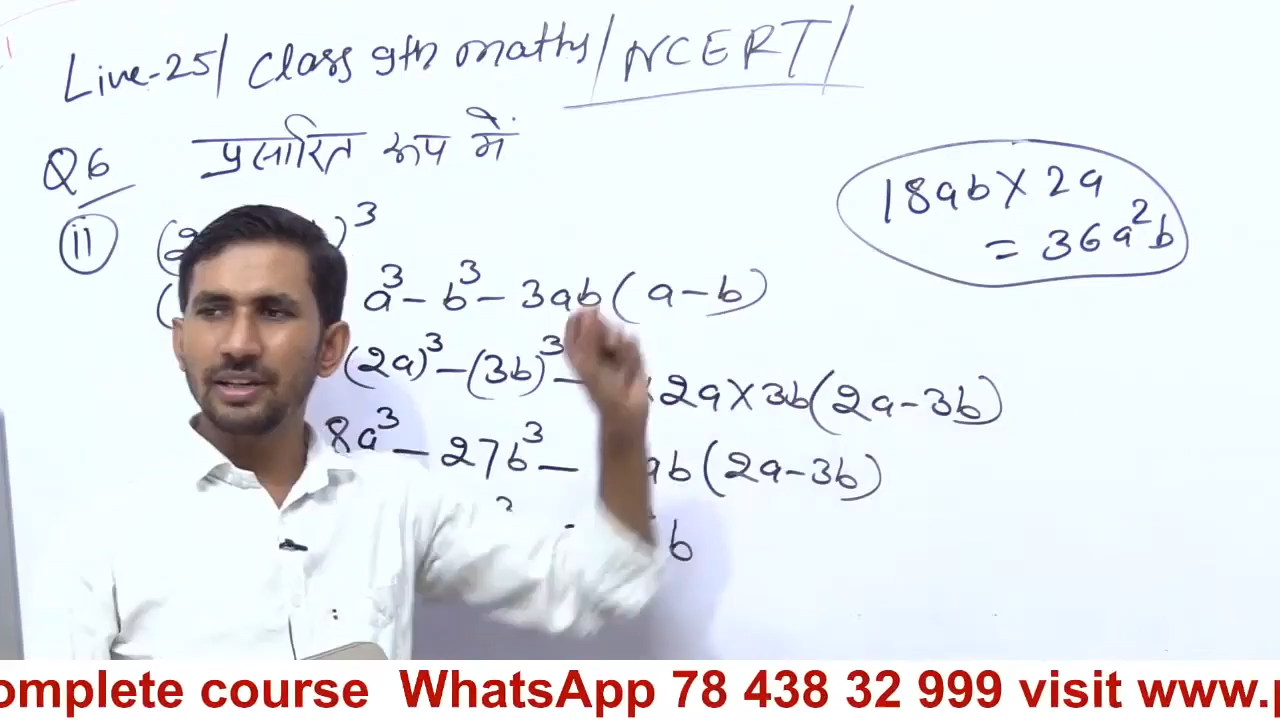 Live-25/ Class 9th maths/ NCERT/
Q6 प्रसारित रूप में
(ii) (2 )³
( a³ - b³ - 3ab( a - b)
(2a)³ - (3b)³ - x 2a x 3b(2a-3b)
8a³ - 27b³ - ab(2a-3b)
b
18ab x 2a
= 36a²b
omplete course WhatsApp 78 438 32 999 visit www.